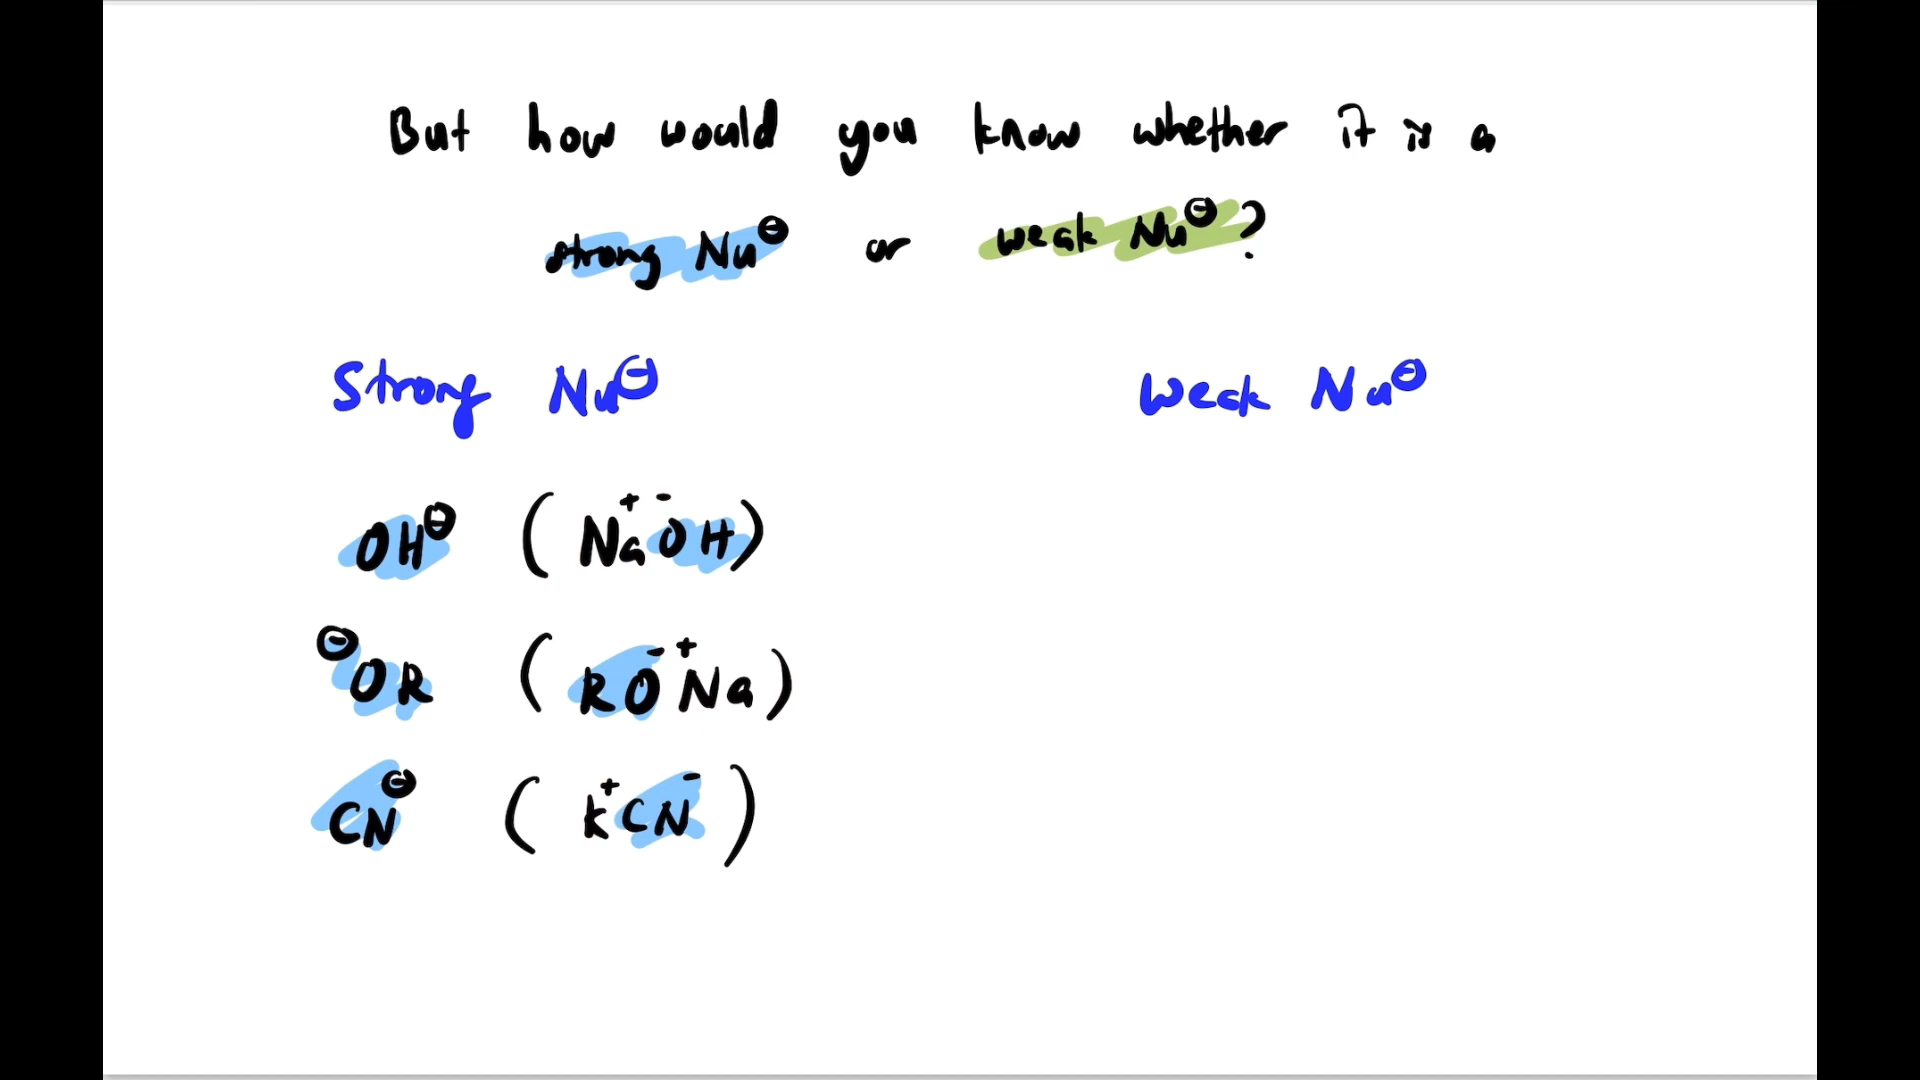 But how would you know whether it is a
strong Nu⊖ or weak Nu⊖?
Strong Nu⊖ Weak Nu⊖
OH⊖ (Na⁺⁻OH)
⊖OR (RO⁻⁺Na)
CN⊖ (K⁺CN⁻)